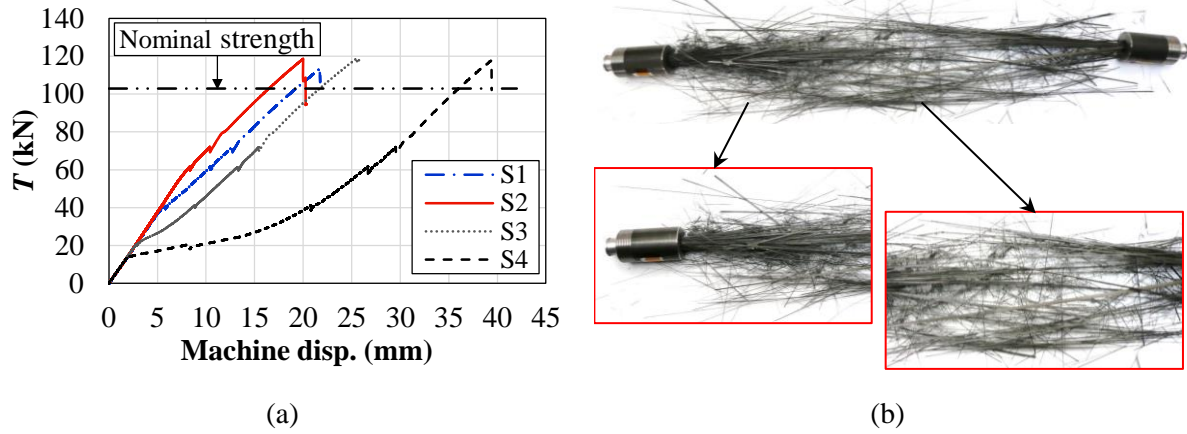 140
120
100
80
60
40
20
0
T (kN)
Nominal strength
S1
S2
S3
S4
0 5 10 15 20 25 30 35 40 45
Machine disp. (mm)
(a)
(b)